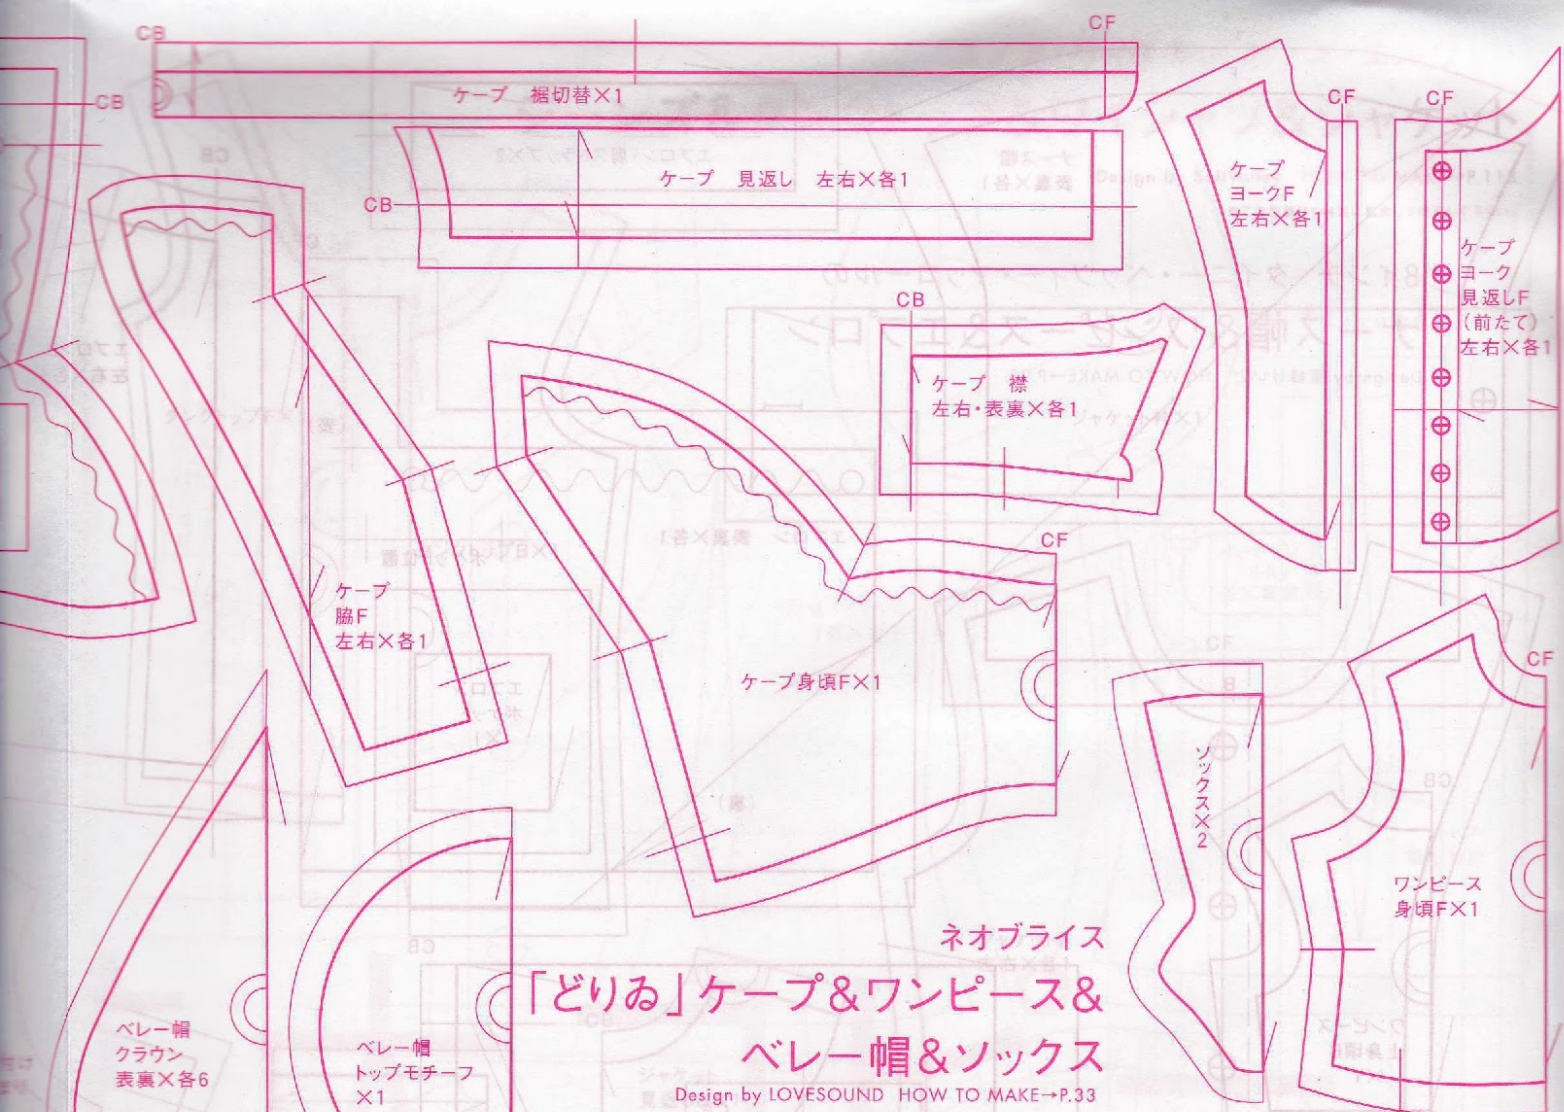 CB
CF
CB
ケープ 裾切替×1
CB
ケープ 見返し 左右×各1
CF
ケープ
ヨークF
左右×各1
CF
ケープ
ヨーク
見返しF
(前たて)
左右×各1
CB
ケープ 襟
左右・表裏×各1
ケープ
脇F
左右×各1
CF
ケープ身頃F×1
ソックス×2
CF
ワンピース
身頃F×1
ベレー帽
クラウン
表裏×各6
ベレー帽
トップモチーフ
×1
ネオブライス
「どりゐ」ケープ&ワンピース&
ベレー帽&ソックス
Design by LOVESOUND HOW TO MAKE→P.33